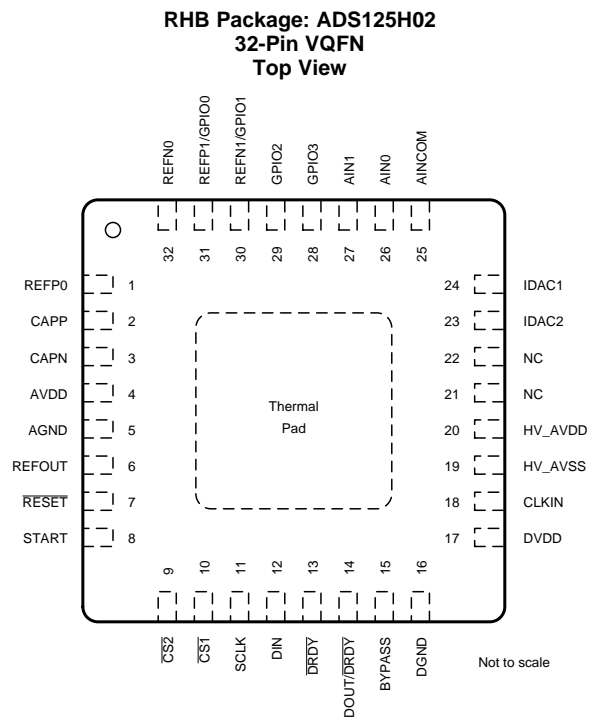 RHB Package: ADS125H02
32-Pin VQFN
Top View
REFN0
REFP1/GPIO0
REFN1/GPIO1
GPIO2
GPIO3
AIN1
AIN0
AINCOM
32
31
30
29
28
27
26
25
REFP0 1
CAPP 2
CAPN 3
AVDD 4
AGND 5
REFOUT 6
RESET 7
START 8
Thermal
Pad
24 IDAC1
23 IDAC2
22 NC
21 NC
20 HV_AVDD
19 HV_AVSS
18 CLKIN
17 DVDD
9
10
11
12
13
14
15
16
CS2
CS1
SCLK
DIN
DRDY
DOUT/DRDY
BYPASS
DGND
Not to scale